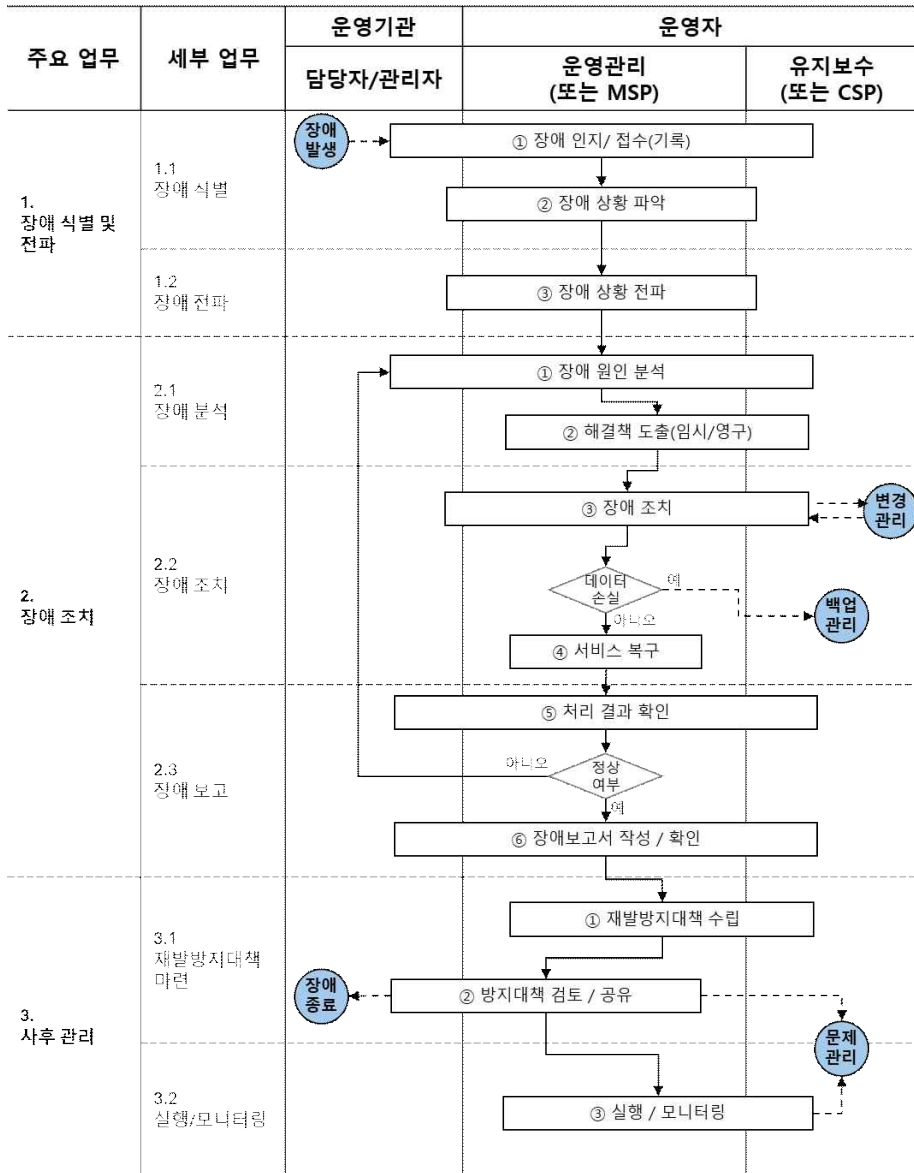 운영기관
운영자
주요 업무
세부 업무
담당자/관리자
운영관리
(또는 MSP)
유지보수
(또는 CSP)
1.
장애 식별 및
전파
1.1
장애 식별
장애
발생
① 장애 인지/ 접수(기록)
② 장애 상황 파악
1.2
장애 전파
③ 장애 상황 전파
2.
장애 조치
2.1
장애 분석
① 장애 원인 분석
② 해결책 도출(임시/영구)
2.2
장애 조치
③ 장애 조치
변경
관리
데이터
손실
예
백업
관리
아니오
④ 서비스 복구
2.3
장애 보고
⑤ 처리 결과 확인
정상
여부
아니오
예
⑥ 장애보고서 작성 / 확인
3.
사후 관리
3.1
재발방지대책
마련
① 재발방지대책 수립
장애
종료
② 방지대책 검토 / 공유
문제
관리
3.2
실행/모니터링
③ 실행 / 모니터링